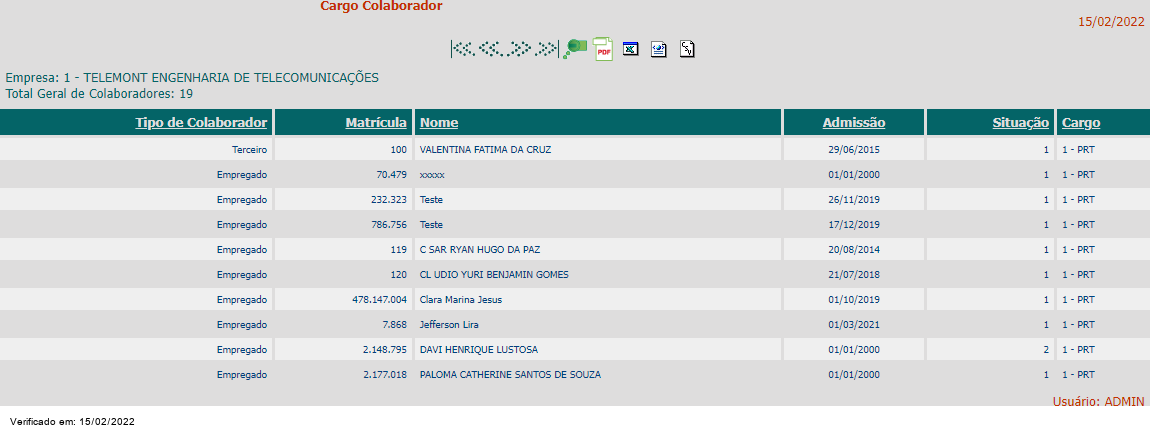 Cargo Colaborador
15/02/2022
PDF
Empresa: 1 - TELEMONT ENGENHARIA DE TELECOMUNICAÇÕES
Total Geral de Colaboradores: 19
Tipo de Colaborador Matrícula Nome Admissão Situação Cargo
Terceiro 100 VALENTINA FATIMA DA CRUZ 29/06/2015 1 1 - PRT
Empregado 70.479 xxxxx 01/01/2000 1 1 - PRT
Empregado 232.323 Teste 26/11/2019 1 1 - PRT
Empregado 786.756 Teste 17/12/2019 1 1 - PRT
Empregado 119 C SAR RYAN HUGO DA PAZ 20/08/2014 1 1 - PRT
Empregado 120 CL UDIO YURI BENJAMIN GOMES 21/07/2018 1 1 - PRT
Empregado 478.147.004 Clara Marina Jesus 01/10/2019 1 1 - PRT
Empregado 7.868 Jefferson Lira 01/03/2021 1 1 - PRT
Empregado 2.148.795 DAVI HENRIQUE LUSTOSA 01/01/2000 2 1 - PRT
Empregado 2.177.018 PALOMA CATHERINE SANTOS DE SOUZA 01/01/2000 1 1 - PRT
Usuário: ADMIN
Verificado em: 15/02/2022